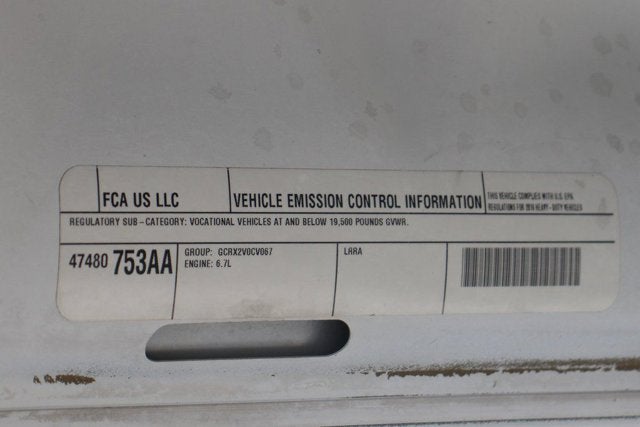 FCA US LLC
VEHICLE EMISSION CONTROL INFORMATION
THIS VEHICLE COMPLIES WITH U.S. EPA
REGULATIONS FOR 2016 HEAVY-DUTY VEHICLES
REGULATORY SUB-CATEGORY: VOCATIONAL VEHICLES AT AND BELOW 19,500 POUNDS GVWR.
47480 753AA
GROUP: GCRX2V0CV067
ENGINE: 6.7L
LRRA